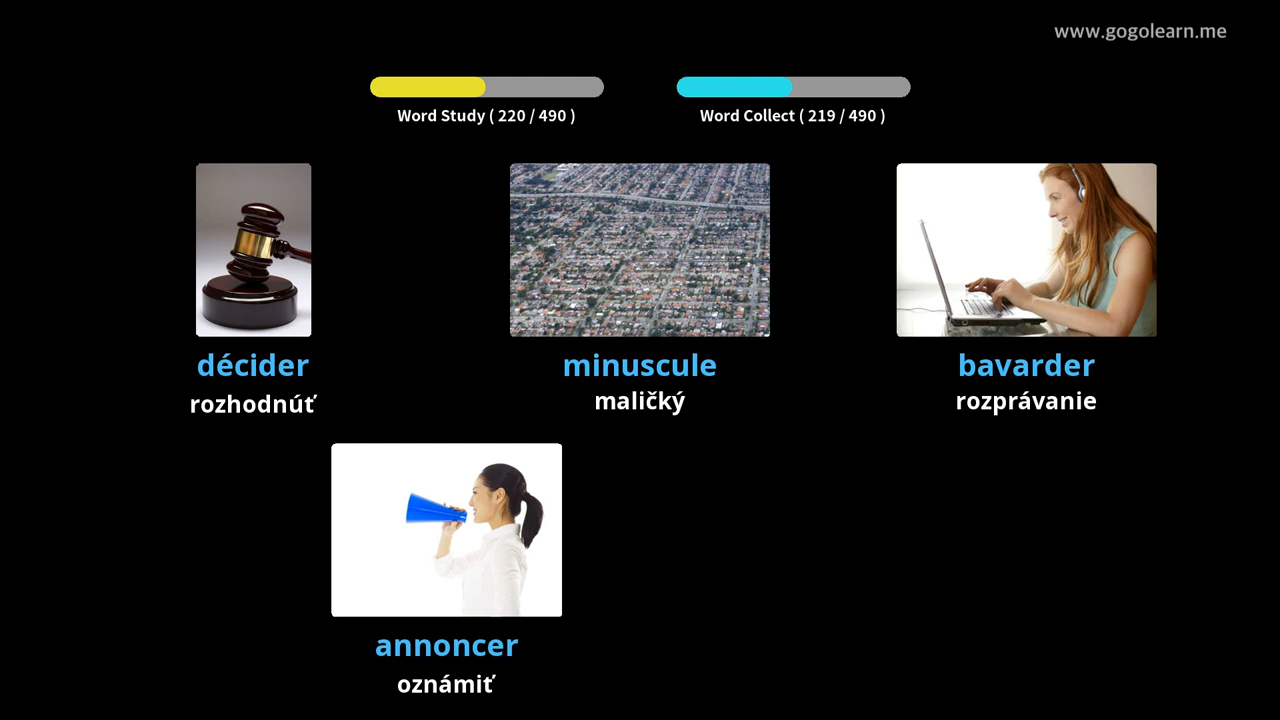 www.gogolearn.me
Word Study ( 220 / 490 )
Word Collect ( 219 / 490 )
décider
rozhodnúť
minuscule
maličký
bavarder
rozprávanie
annoncer
oznámiť